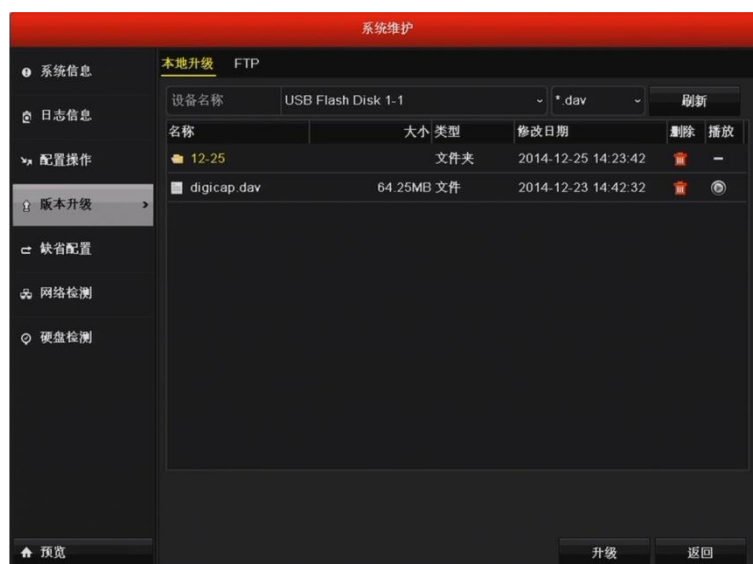 系统维护
系统信息
日志信息
配置操作
版本升级
缺省配置
网络检测
硬盘检测
预览
本地升级 FTP
设备名称 USB Flash Disk 1-1 *.dav 刷新
名称 大小 类型 修改日期 删除 播放
12-25 文件夹 2014-12-25 14:23:42
digicap.dav 64.25MB 文件 2014-12-23 14:42:32
升级 返回